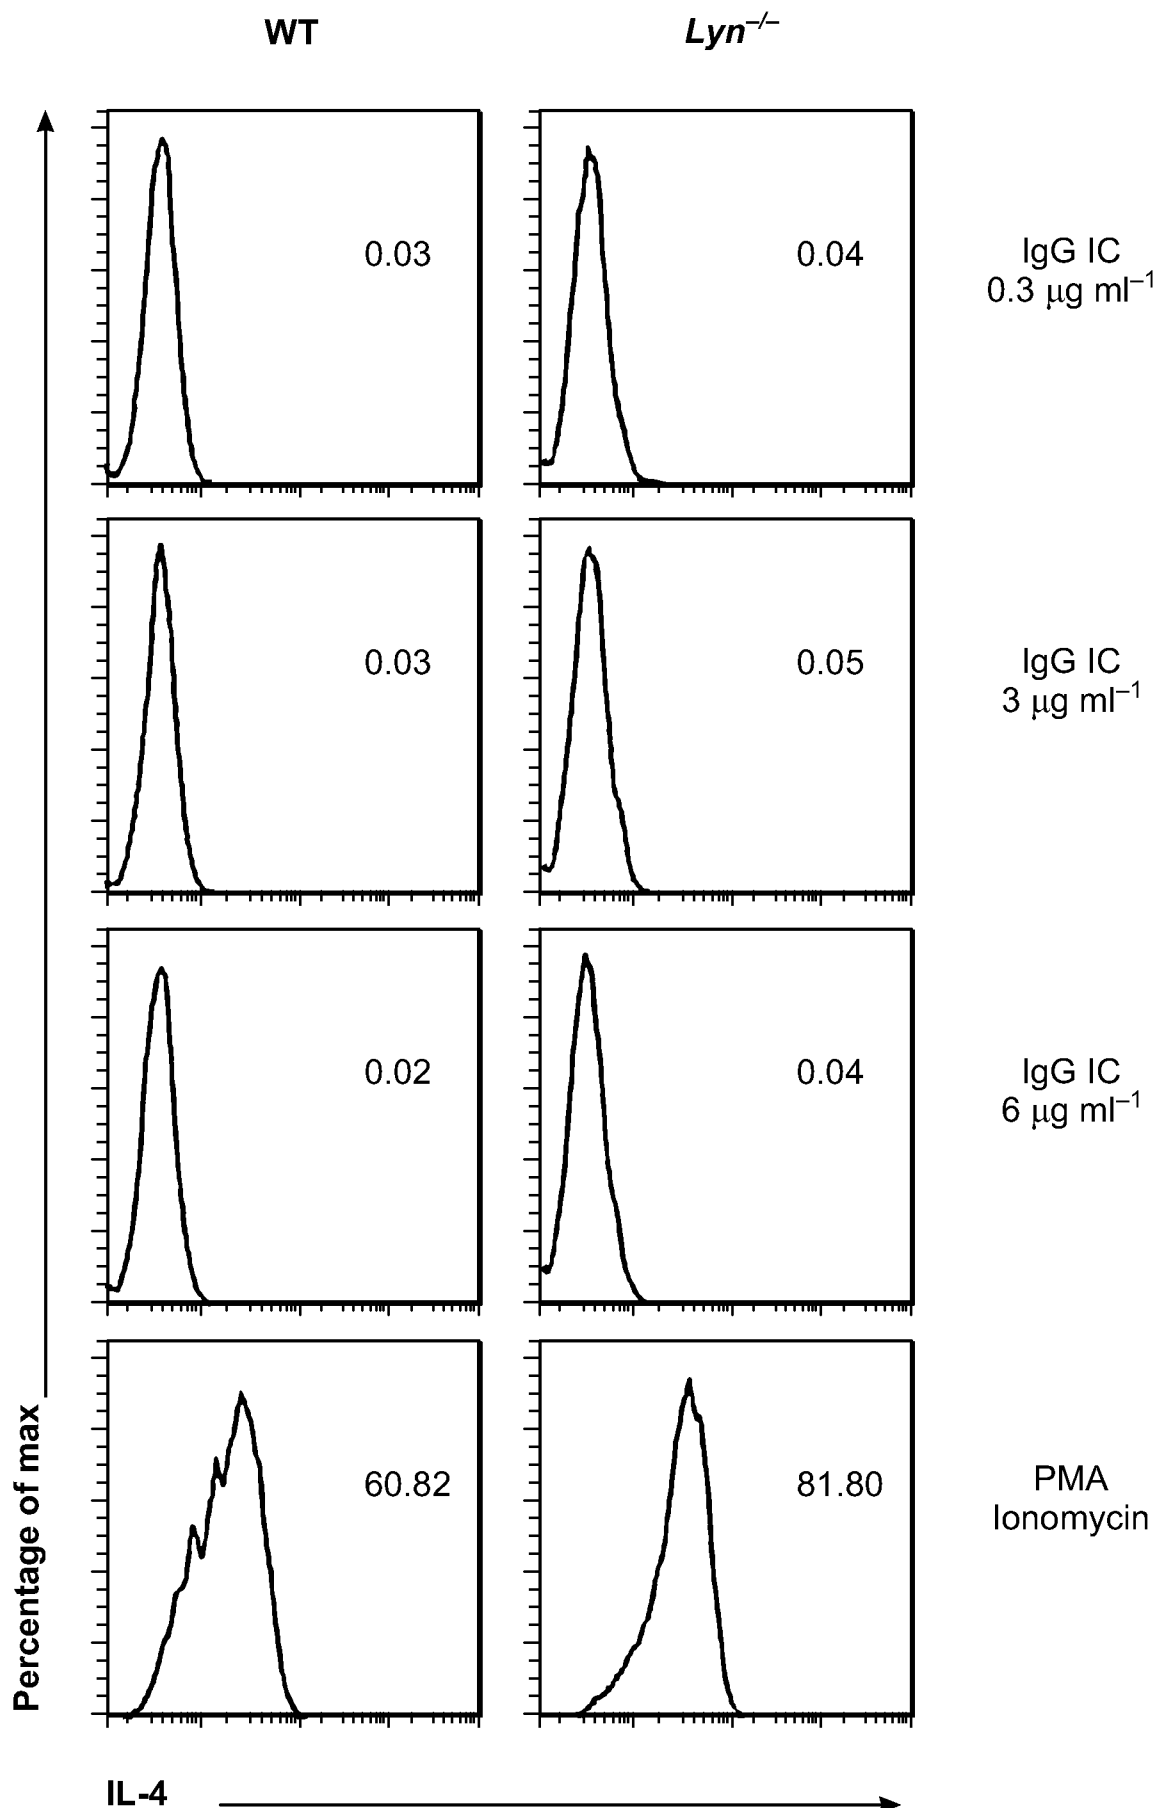 WT
Lyn–/–
0.03
0.04
IgG IC
0.3 μg ml–1
0.03
0.05
IgG IC
3 μg ml–1
0.02
0.04
IgG IC
6 μg ml–1
60.82
81.80
PMA
Ionomycin
Percentage of max
IL-4